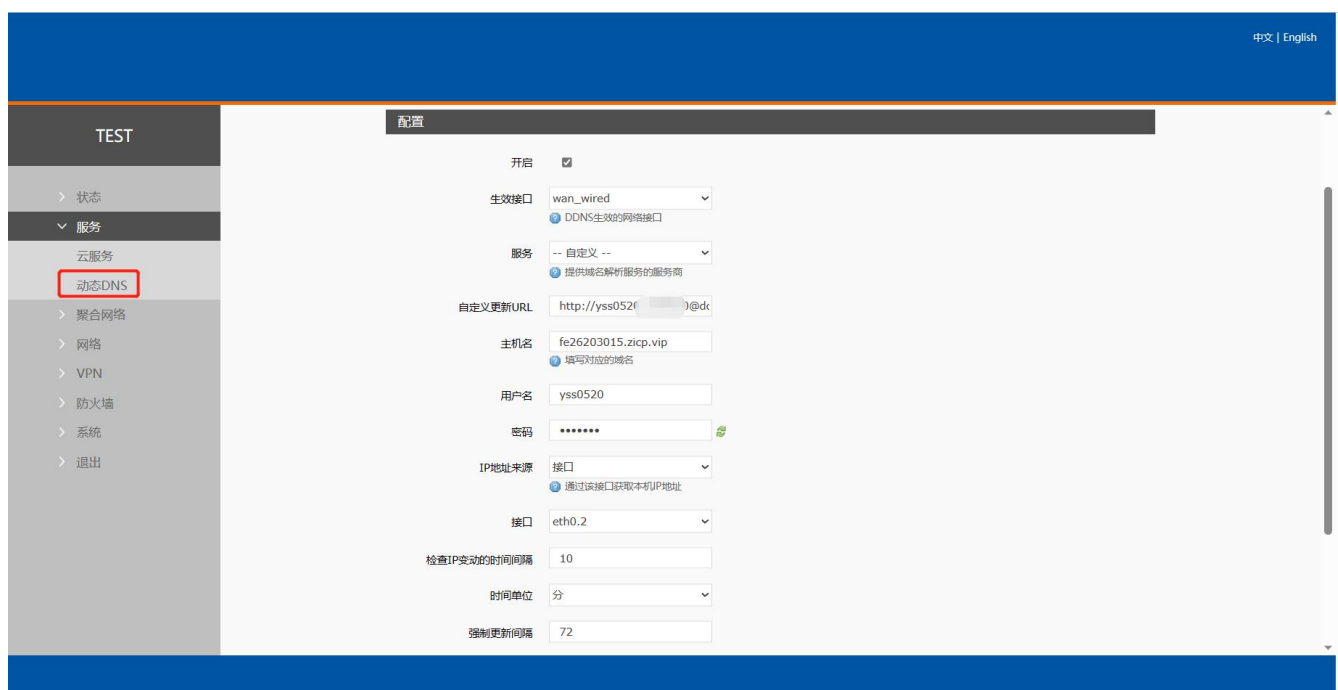 中文 | English
TEST
状态
服务
云服务
动态DNS
聚合网络
网络
VPN
防火墙
系统
退出
配置
开启
生效接口 wan_wired
DDNS生效的网络接口
服务 -- 自定义 --
提供域名解析服务的服务商
自定义更新URL http://yss052
主机名 fe26203015.zicp.vip
填写对应的域名
用户名 yss0520
密码 •••••••
IP地址来源 接口
通过该接口获取本机IP地址
接口 eth0.2
检查IP变动的时间间隔 10
时间单位 分
强制更新间隔 72